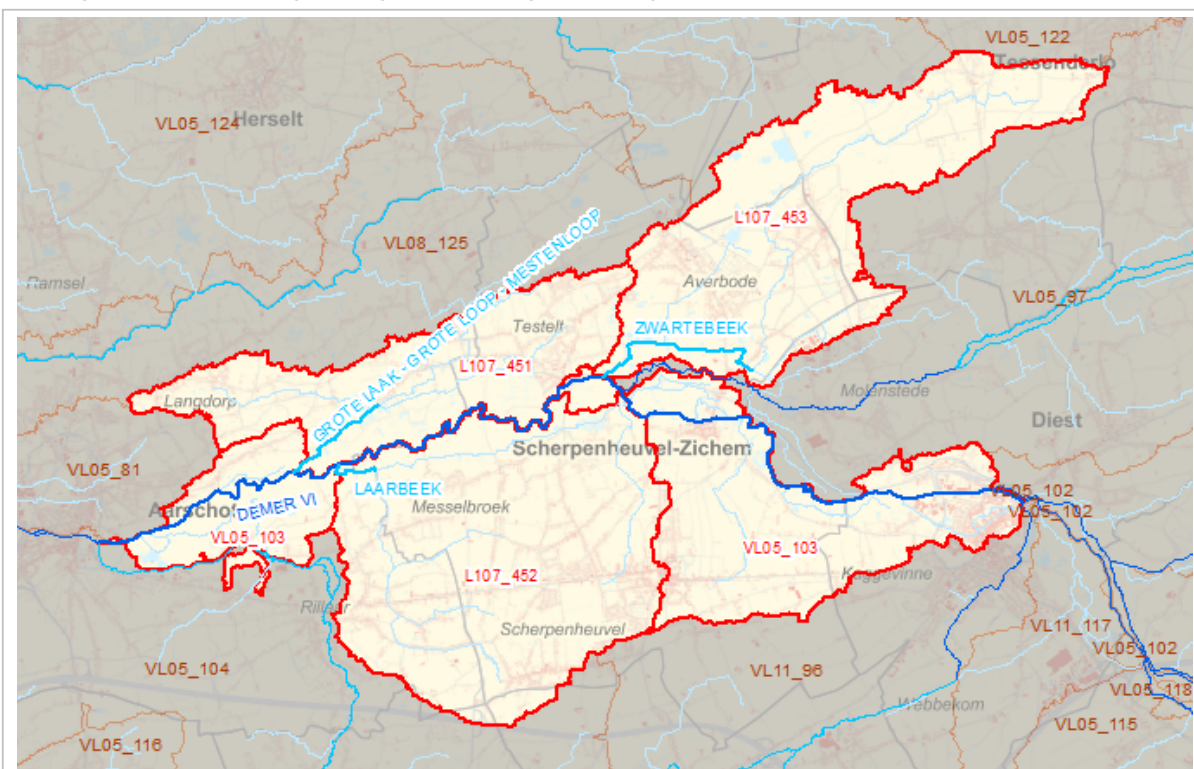 VL05_122
Tessenderlo
Herselt
VL05_124
L107_453
VL08_125
Ramsel
Averbode
VL05_97
GROTE LAAK - GROTE LOOP - MESTENLOOP
Testelt
ZWARTEBEEK
L107_451
Molenstede
Langdorp
Diest
Scherpenheuvel-Zichem
VL05_81
LAARBEEK
VL05_102
Aarschot
DEMER VI
Messelbroek
VL05_102
VL05_103
VL05_103
L107_452
Kaggevinne
Rillaar
Scherpenheuvel
VL11_117
VL05_104
VL11_96
VL05_102
VL05_118
Webbekom
VL05_115
VL05_116